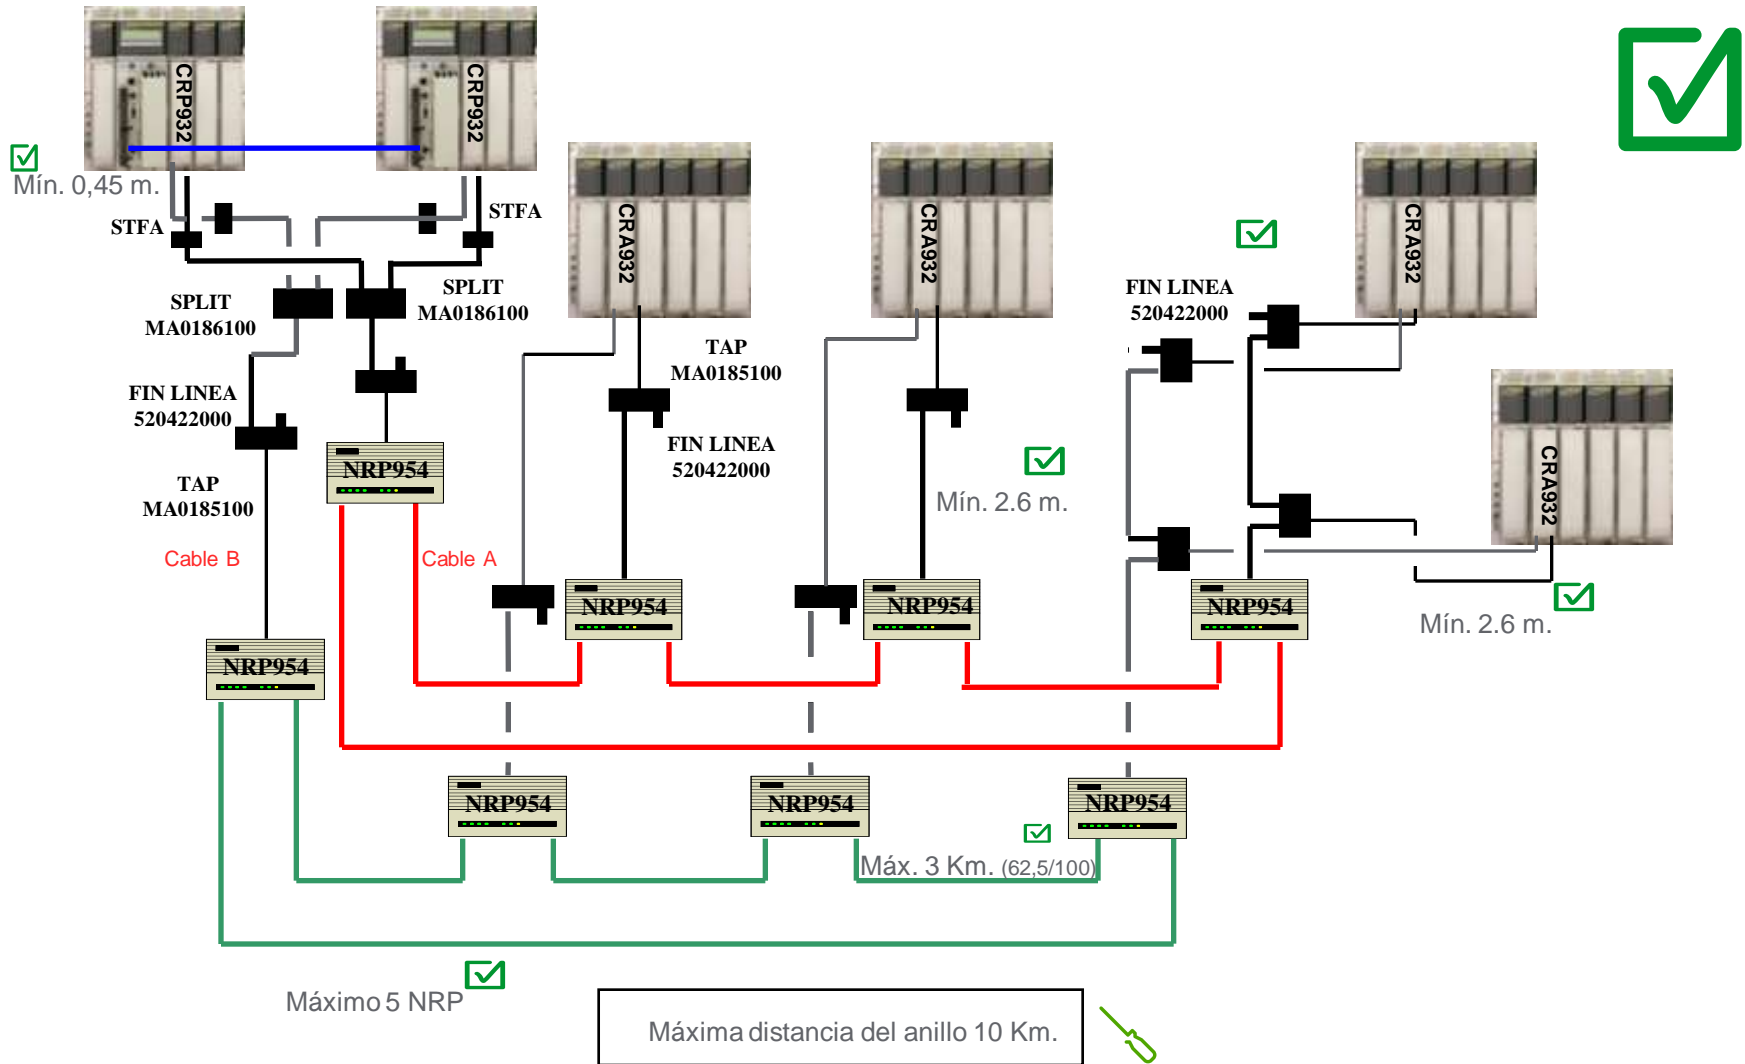 CRP932
CRP932
Mín. 0,45 m.
STFA
STFA
CRA932
CRA932
CRA932
SPLIT
MA0186100
SPLIT
MA0186100
FIN LINEA
520422000
TAP
MA0185100
FIN LINEA
520422000
CRA932
FIN LINEA
520422000
NRP954
TAP
MA0185100
Mín. 2.6 m.
Cable B
Cable A
NRP954
NRP954
NRP954
Mín. 2.6 m.
NRP954
NRP954
NRP954
NRP954
Máx. 3 Km. (62,5/100)
Máximo 5 NRP
Máxima distancia del anillo 10 Km.